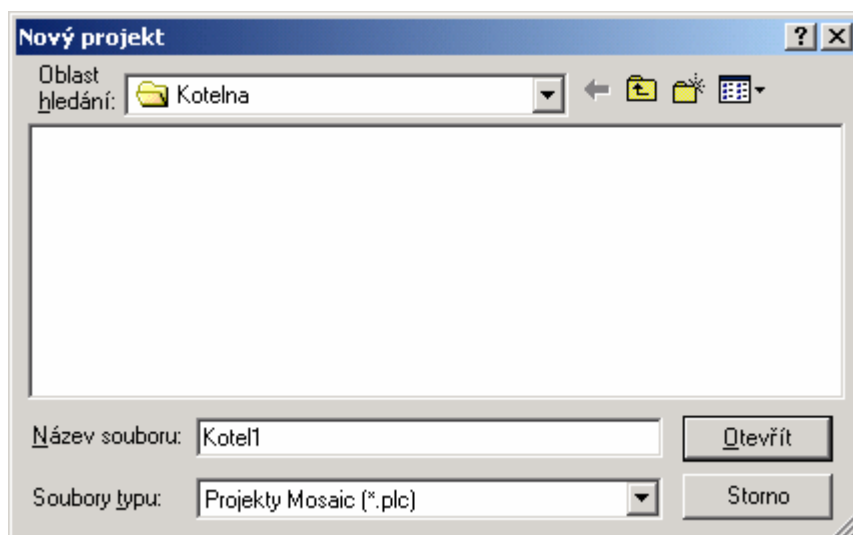 Nový projekt
Oblast
hledání:
Kotelna
Název souboru:
Kotel1
Otevřít
Soubory typu:
Projekty Mosaic (*.plc)
Storno